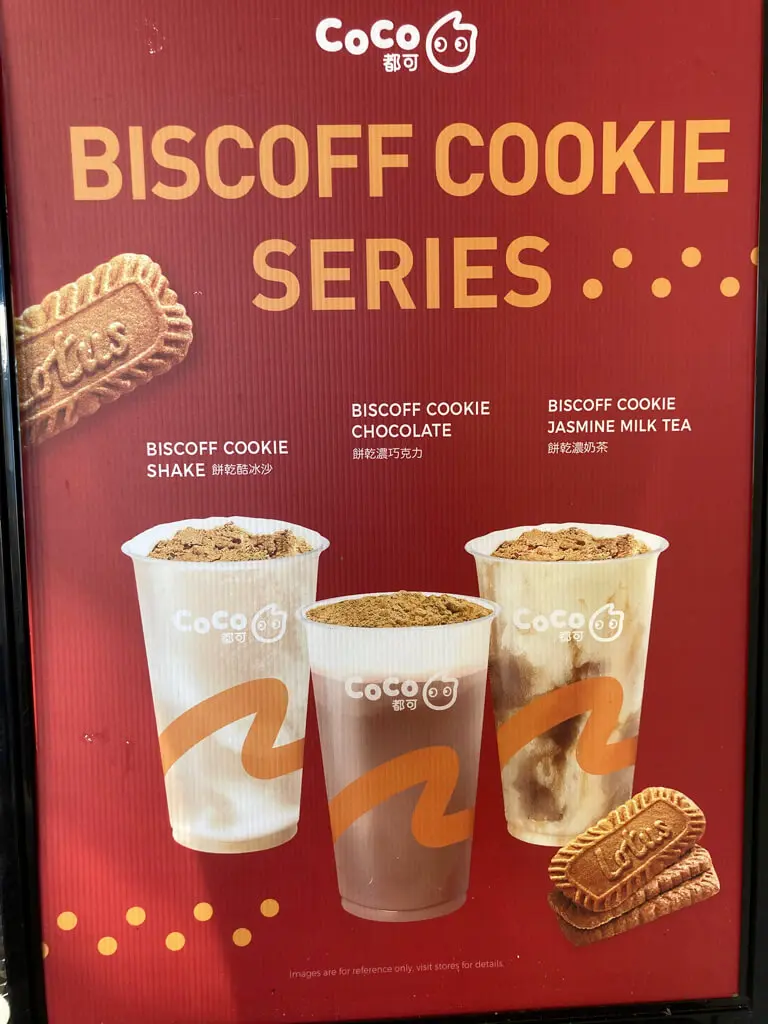 CoCo
都可
BISCOFF COOKIE
SERIES
Lotus
BISCOFF COOKIE
CHOCOLATE
餅乾濃巧克力
BISCOFF COOKIE
JASMINE MILK TEA
餅乾濃奶茶
BISCOFF COOKIE
SHAKE 餅乾酷冰沙
CoCo
都可
CoCo
都可
CoCo
都可
Lotus
Images are for reference only, visit stores for details.